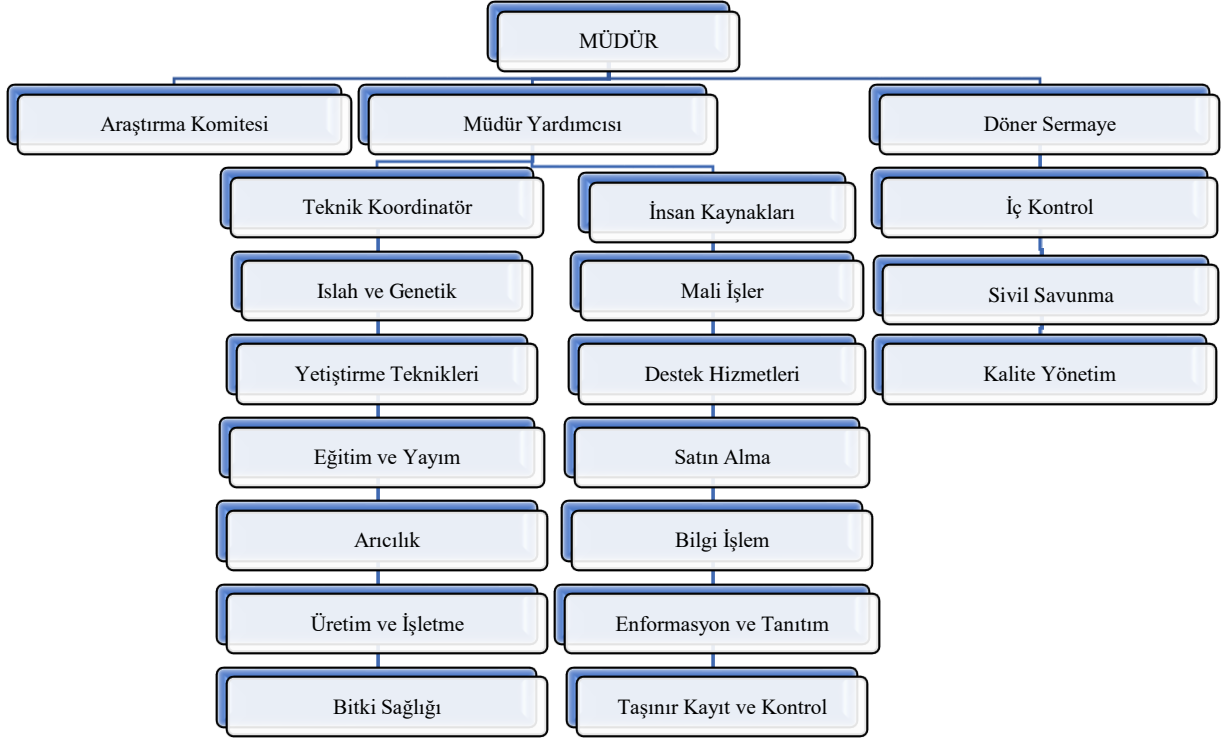 MÜDÜR
Araştırma Komitesi
Müdür Yardımcısı
Döner Sermaye
Teknik Koordinatör
İnsan Kaynakları
İç Kontrol
Islah ve Genetik
Mali İşler
Sivil Savunma
Yetiştirme Teknikleri
Destek Hizmetleri
Kalite Yönetim
Eğitim ve Yayım
Satın Alma
Arıcılık
Bilgi İşlem
Üretim ve İşletme
Enformasyon ve Tanıtım
Bitki Sağlığı
Taşınır Kayıt ve Kontrol